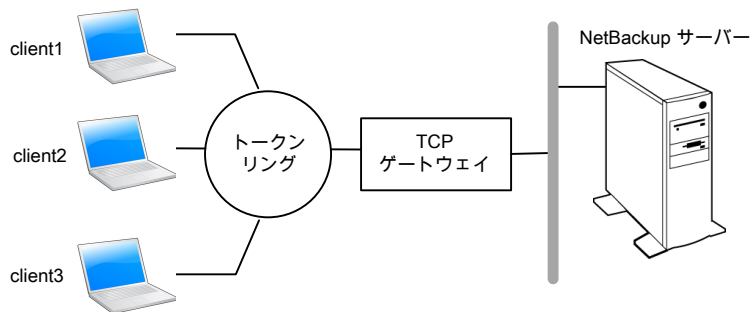 client1
client2
client3
トークン
リング
TCP
ゲートウェイ
NetBackup サーバー